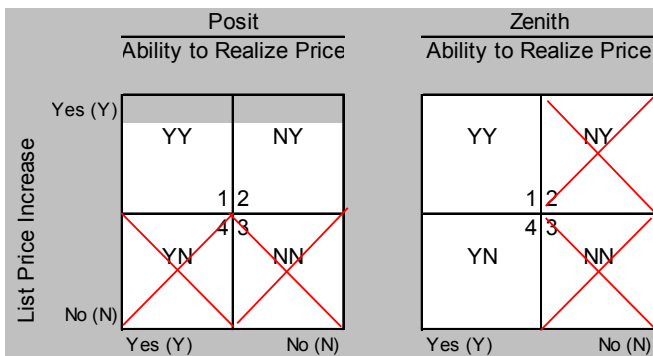 Posit Zenith
Ability to Realize Price Ability to Realize Price
Yes (Y)
YY NY YY NY
1 2 1 2
List Price Increase
4 3 4 3
YN NN YN NN
No (N)
Yes (Y) No (N) Yes (Y) No (N)